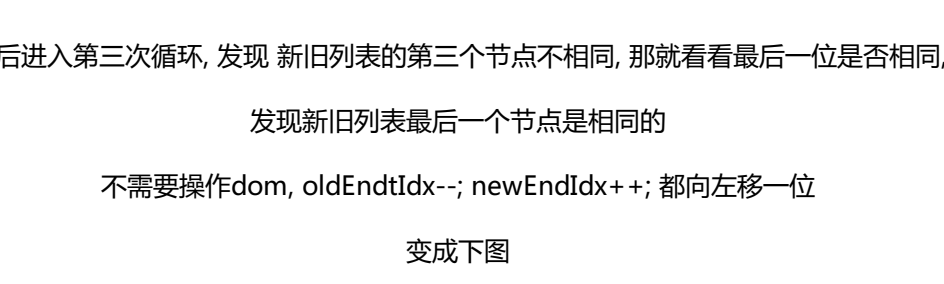 后进入第三次循环, 发现 新旧列表的第三个节点不相同, 那就看看最后一位是否相同,
发现新旧列表最后一个节点是相同的
不需要操作dom, oldEndtIdx--; newEndIdx++; 都向左移一位
变成下图